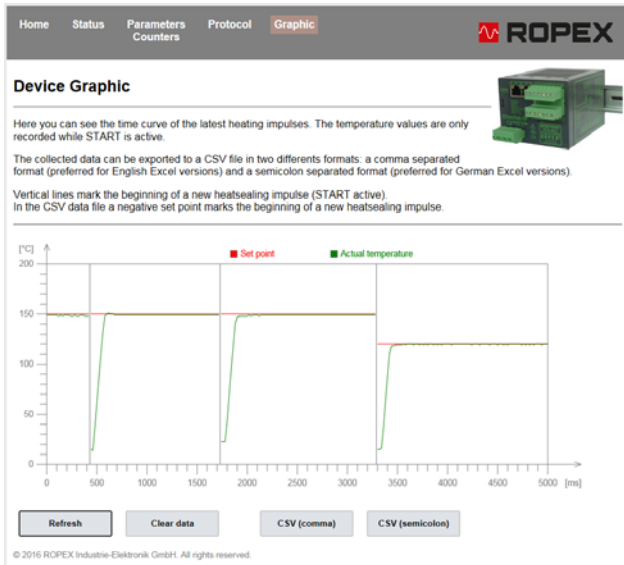 Home Status Parameters Counters Protocol Graphic
ROPEX
Device Graphic
Here you can see the time curve of the latest heating impulses. The temperature values are only
recorded while START is active.
The collected data can be exported to a CSV file in two differents formats: a comma separated
format (preferred for English Excel versions) and a semicolon separated format (preferred for German Excel versions).
Vertical lines mark the beginning of a new heatsealing impulse (START active).
In the CSV data file a negative set point marks the beginning of a new heatsealing impulse.
[°C]
Set point Actual temperature
200
150
100
50
0
0 500 1000 1500 2000 2500 3000 3500 4000 4500 5000 [ms]
Refresh Clear data CSV (comma) CSV (semicolon)
© 2016 ROPEX Industrie-Elektronik GmbH. All rights reserved.